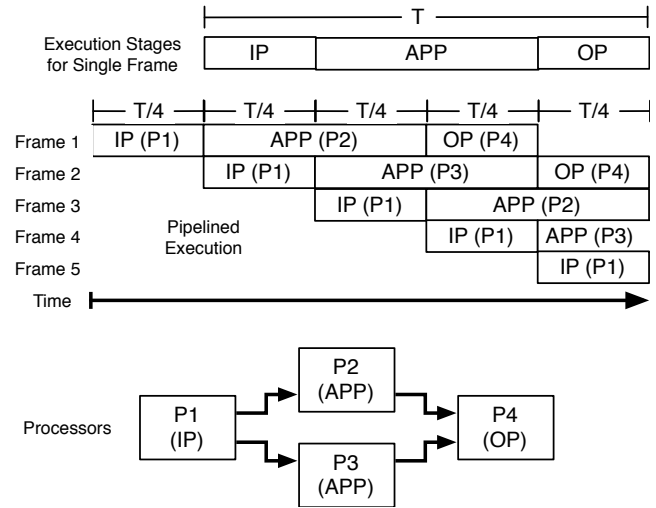 T
Execution Stages
for Single Frame
IP APP OP
T/4 T/4 T/4 T/4 T/4
Frame 1 IP (P1) APP (P2) OP (P4)
Frame 2 IP (P1) APP (P3) OP (P4)
Frame 3 IP (P1) APP (P2)
Frame 4 IP (P1) APP (P3)
Frame 5 IP (P1)
Pipelined
Execution
Time
Processors
P1
(IP)
P2
(APP)
P3
(APP)
P4
(OP)